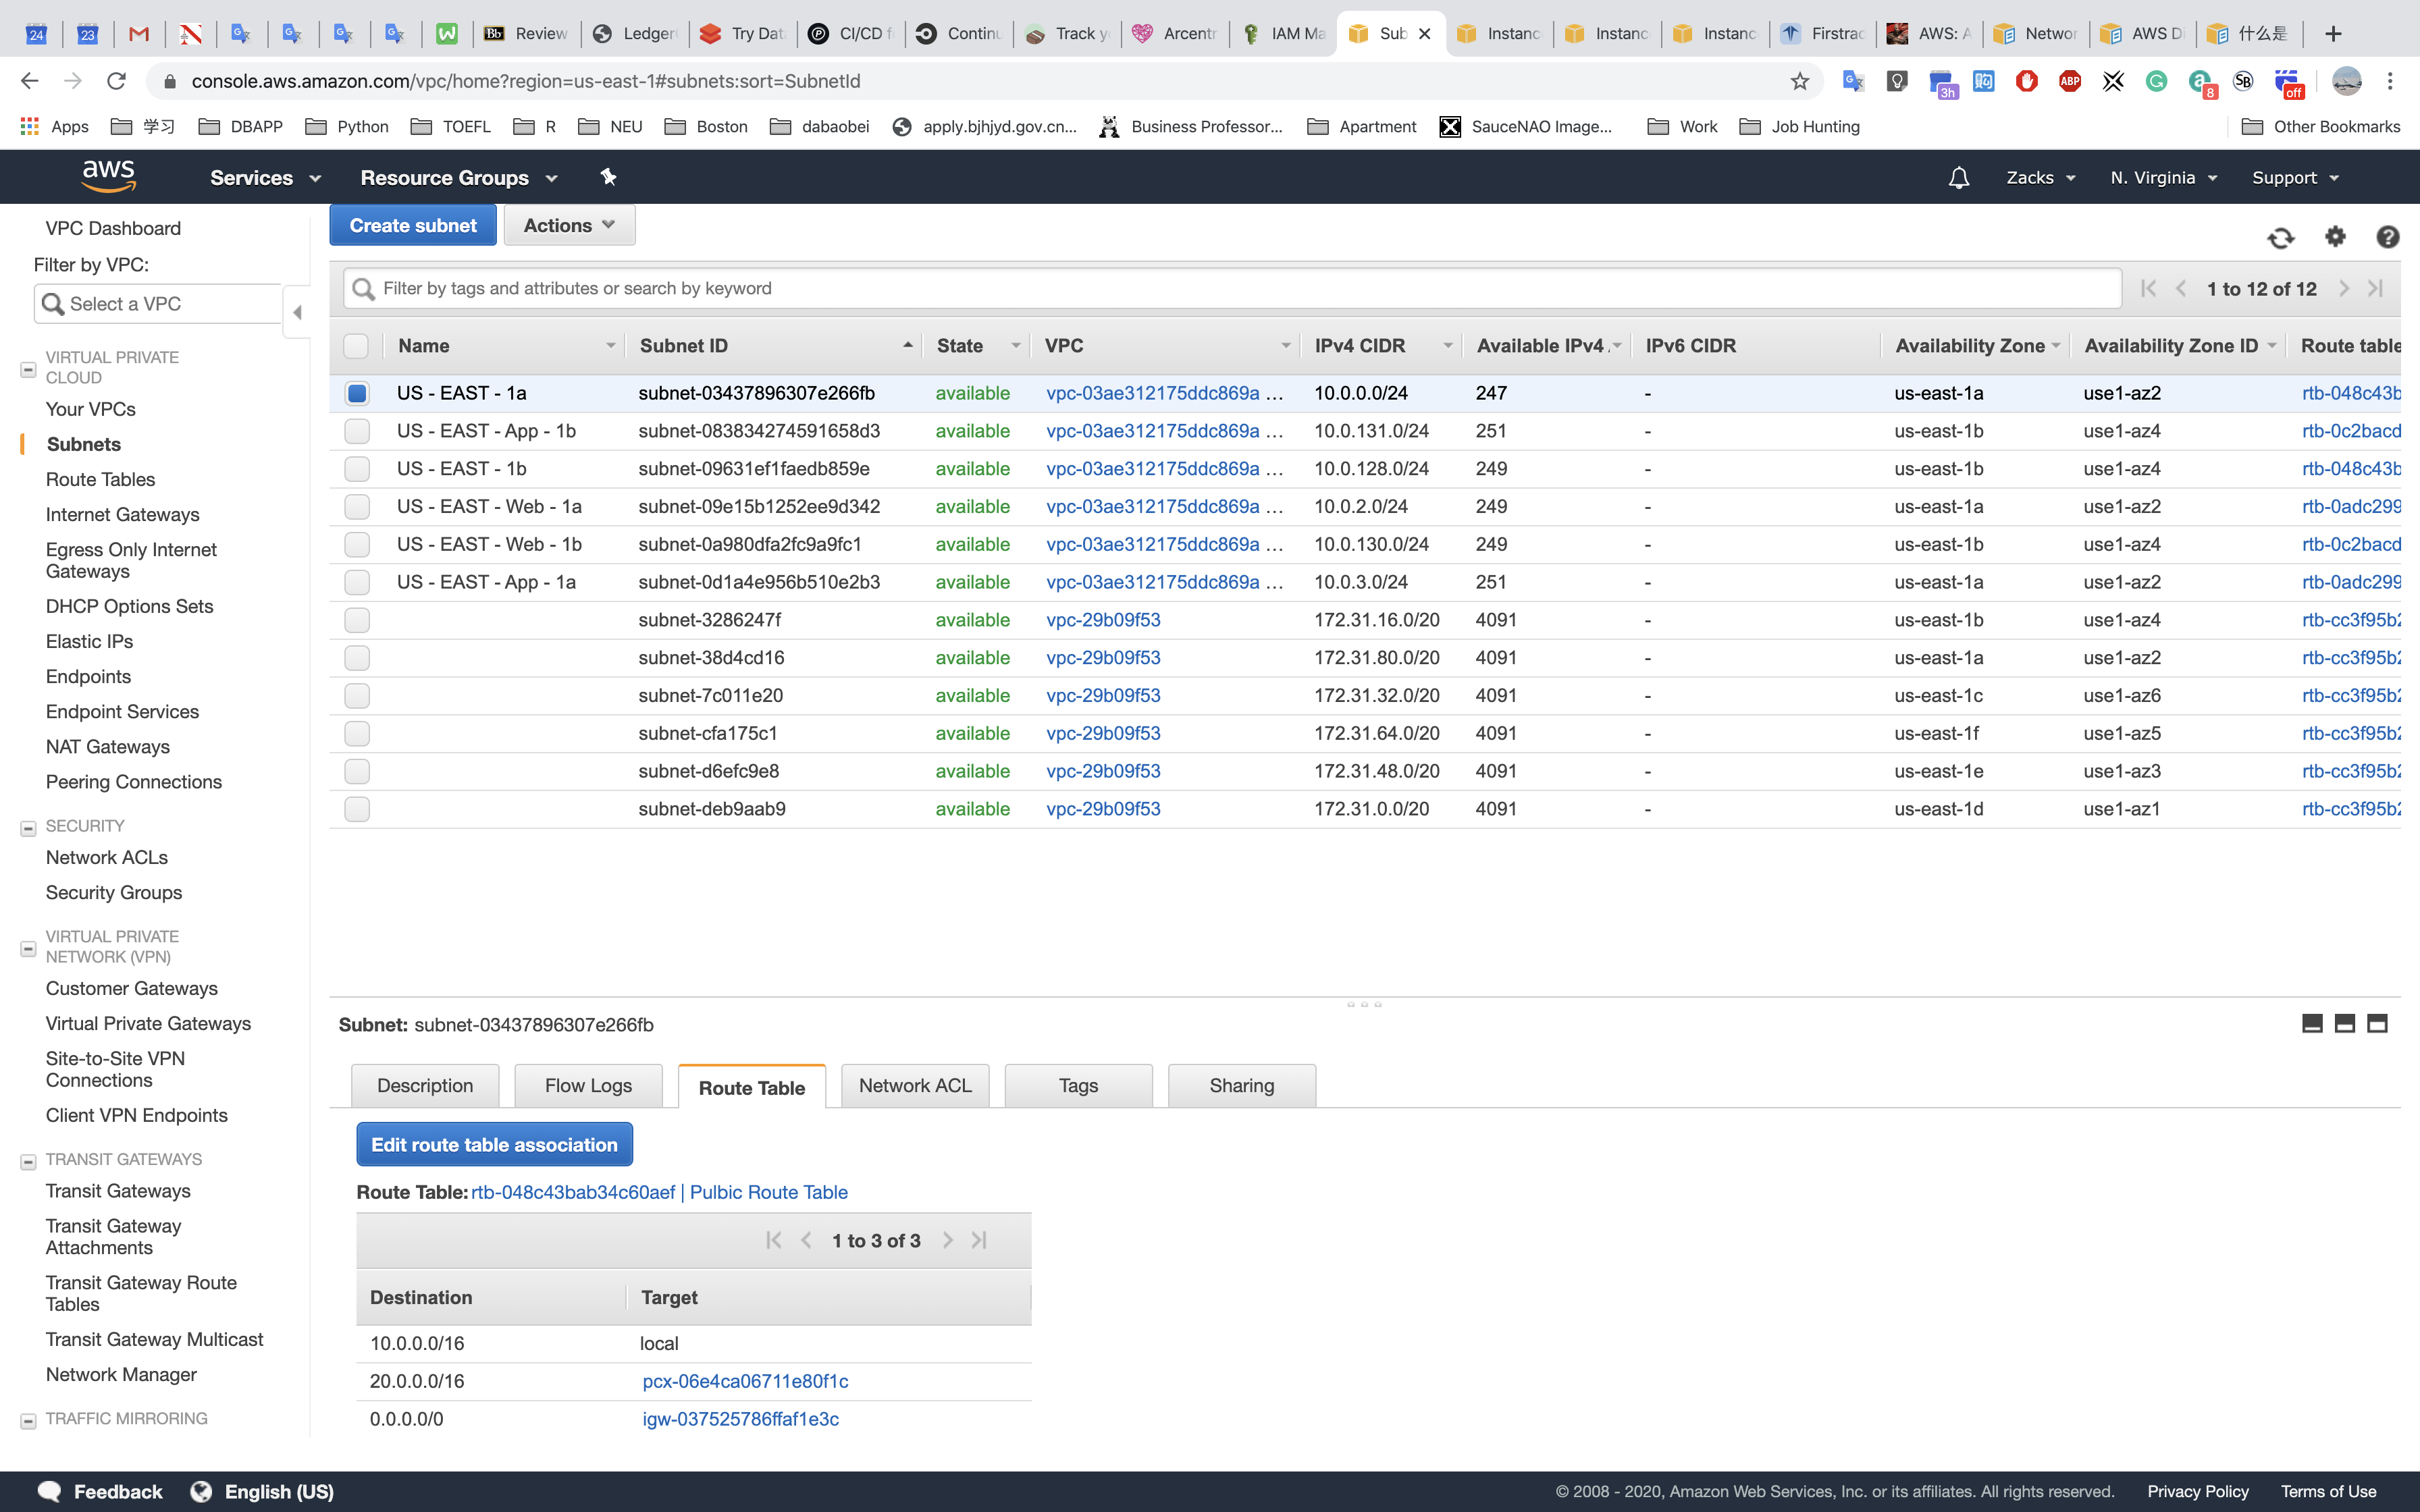 24 23 Review Ledger Try Dat CI/CD f Continu Track y Arcentr IAM Ma Sub Instanc Instanc Instanc Firstrad AWS: A Networ AWS D 什么是
console.aws.amazon.com/vpc/home?region=us-east-1#subnets:sort=SubnetId
Apps 学习 DBAPP Python TOEFL R NEU Boston dabaobei apply.bjhjyd.gov.cn... Business Professor... Apartment SauceNAO Image... Work Job Hunting Other Bookmarks
aws Services Resource Groups Zacks N. Virginia Support
VPC Dashboard
Filter by VPC:
Select a VPC
VIRTUAL PRIVATE
CLOUD
Your VPCs
Subnets
Route Tables
Internet Gateways
Egress Only Internet
Gateways
DHCP Options Sets
Elastic IPs
Endpoints
Endpoint Services
NAT Gateways
Peering Connections
SECURITY
Network ACLs
Security Groups
VIRTUAL PRIVATE
NETWORK (VPN)
Customer Gateways
Virtual Private Gateways
Site-to-Site VPN
Connections
Client VPN Endpoints
TRANSIT GATEWAYS
Transit Gateways
Transit Gateway
Attachments
Transit Gateway Route
Tables
Transit Gateway Multicast
Network Manager
TRAFFIC MIRRORING
Create subnet Actions
Filter by tags and attributes or search by keyword
1 to 12 of 12
Name Subnet ID State VPC IPv4 CIDR Available IPv4 IPv6 CIDR Availability Zone Availability Zone ID Route table
US - EAST - 1a subnet-03437896307e266fb available vpc-03ae312175ddc869a ... 10.0.0.0/24 247 - us-east-1a use1-az2 rtb-048c43b
US - EAST - App - 1b subnet-083834274591658d3 available vpc-03ae312175ddc869a ... 10.0.131.0/24 251 - us-east-1b use1-az4 rtb-0c2bacd
US - EAST - 1b subnet-09631ef1faedb859e available vpc-03ae312175ddc869a ... 10.0.128.0/24 249 - us-east-1b use1-az4 rtb-048c43b
US - EAST - Web - 1a subnet-09e15b1252ee9d342 available vpc-03ae312175ddc869a ... 10.0.2.0/24 249 - us-east-1a use1-az2 rtb-0adc299
US - EAST - Web - 1b subnet-0a980dfa2fc9a9fc1 available vpc-03ae312175ddc869a ... 10.0.130.0/24 249 - us-east-1b use1-az4 rtb-0c2bacd
US - EAST - App - 1a subnet-0d1a4e956b510e2b3 available vpc-03ae312175ddc869a ... 10.0.3.0/24 251 - us-east-1a use1-az2 rtb-0adc299
subnet-3286247f available vpc-29b09f53 172.31.16.0/20 4091 - us-east-1b use1-az4 rtb-cc3f95b2
subnet-38d4cd16 available vpc-29b09f53 172.31.80.0/20 4091 - us-east-1a use1-az2 rtb-cc3f95b2
subnet-7c011e20 available vpc-29b09f53 172.31.32.0/20 4091 - us-east-1c use1-az6 rtb-cc3f95b2
subnet-cfa175c1 available vpc-29b09f53 172.31.64.0/20 4091 - us-east-1f use1-az5 rtb-cc3f95b2
subnet-d6efc9e8 available vpc-29b09f53 172.31.48.0/20 4091 - us-east-1e use1-az3 rtb-cc3f95b2
subnet-deb9aab9 available vpc-29b09f53 172.31.0.0/20 4091 - us-east-1d use1-az1 rtb-cc3f95b2
Subnet: subnet-03437896307e266fb
Description Flow Logs Route Table Network ACL Tags Sharing
Edit route table association
Route Table: rtb-048c43bab34c60aef | Pulbic Route Table
1 to 3 of 3
Destination Target
10.0.0.0/16 local
20.0.0.0/16 pcx-06e4ca06711e80f1c
0.0.0.0/0 igw-037525786ffaf1e3c
Feedback English (US) © 2008 - 2020, Amazon Web Services, Inc. or its affiliates. All rights reserved. Privacy Policy Terms of Use